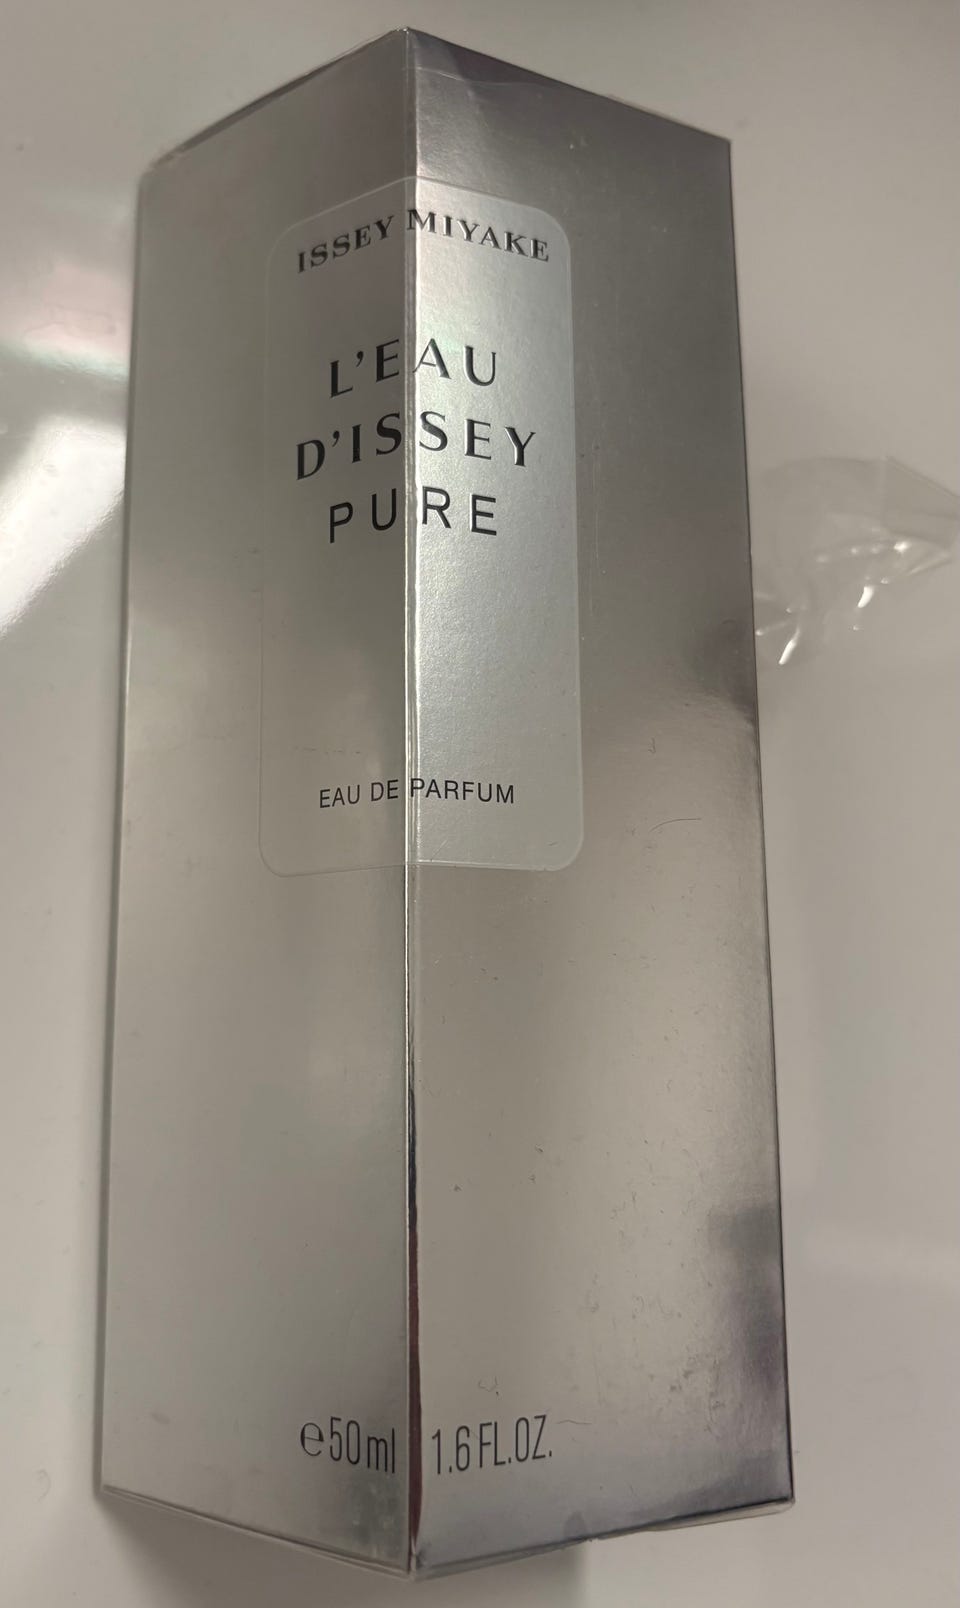 ISSEY MIYAKE
L'EAU
D'ISSEY
PURE
EAU DE PARFUM
℮50ml 1.6 FL.OZ.